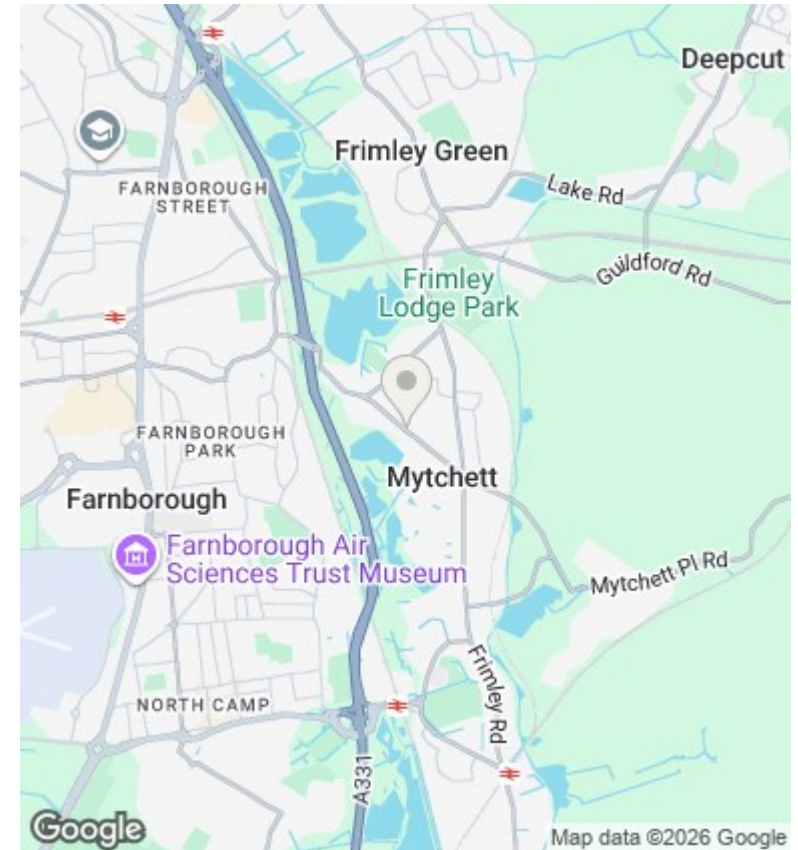 Deepcut
Frimley Green
Lake Rd
FARNBOROUGH
STREET
Guildford Rd
Frimley
Lodge Park
FARNBOROUGH
PARK
Mytchett
Farnborough
Farnborough Air
Sciences Trust Museum
Mytchett Pl Rd
Frimley Rd
NORTH CAMP
A331
Google
Map data ©2026 Google